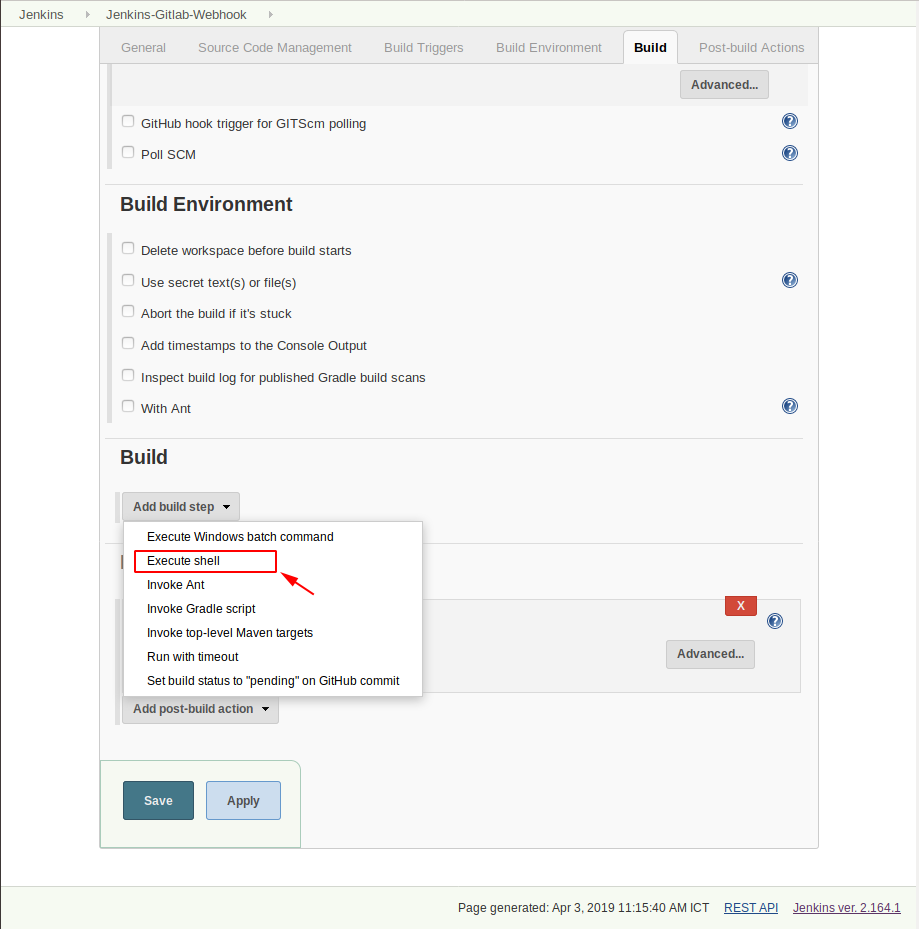 Jenkins Jenkins-Gitlab-Webhook
General Source Code Management Build Triggers Build Environment Build Post-build Actions
Advanced...
GitHub hook trigger for GITScm polling ?
Poll SCM ?
Build Environment
Delete workspace before build starts
Use secret text(s) or file(s) ?
Abort the build if it's stuck
Add timestamps to the Console Output
Inspect build log for published Gradle build scans
With Ant ?
Build
Add build step
Execute Windows batch command
Execute shell
Invoke Ant
Invoke Gradle script
Invoke top-level Maven targets
Run with timeout
Set build status to "pending" on GitHub commit
X
?
Advanced...
Add post-build action
Save Apply
Page generated: Apr 3, 2019 11:15:40 AM ICT REST API Jenkins ver. 2.164.1